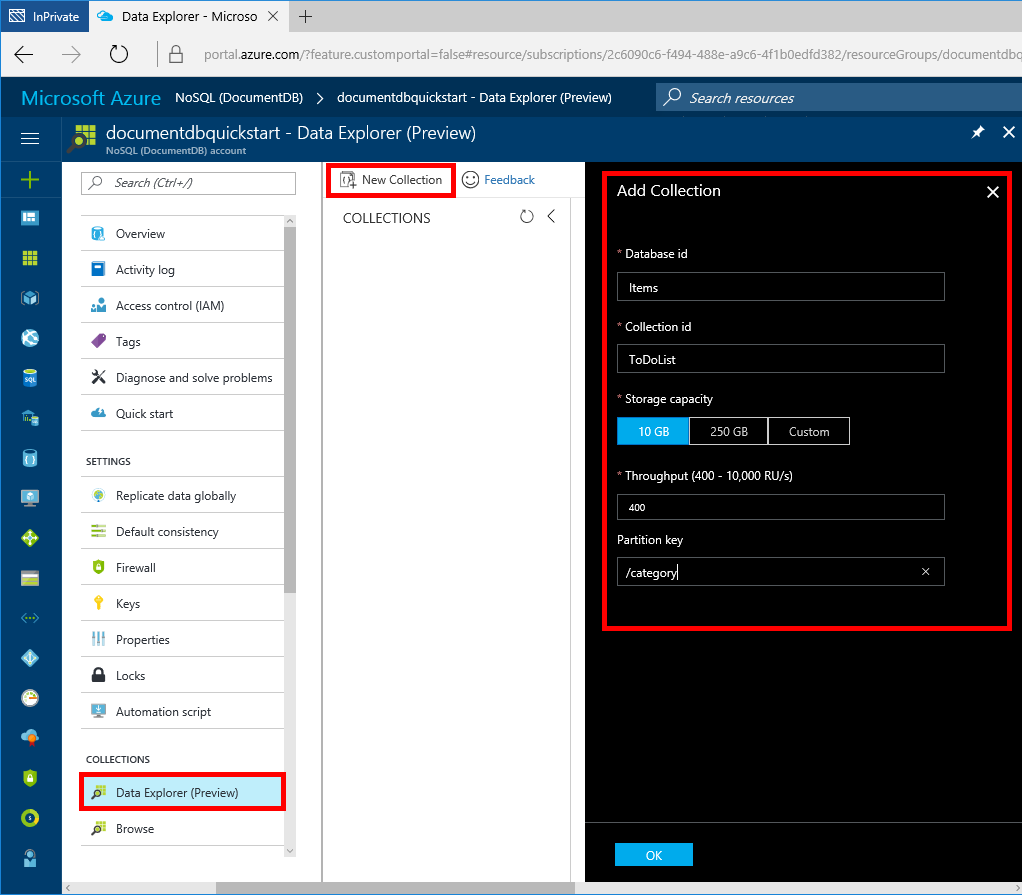 InPrivate
Data Explorer - Microso
portal.azure.com/?feature.customportal=false#resource/subscriptions/2c6090c6-f494-488e-a9c6-4f1b0edfd382/resourceGroups/documentdbq
Microsoft Azure NoSQL (DocumentDB) > documentdbquickstart - Data Explorer (Preview)
Search resources
documentdbquickstart - Data Explorer (Preview)
NoSQL (DocumentDB) account
Search (Ctrl+/)
Overview
Activity log
Access control (IAM)
Tags
Diagnose and solve problems
Quick start
SETTINGS
Replicate data globally
Default consistency
Firewall
Keys
Properties
Locks
Automation script
COLLECTIONS
Data Explorer (Preview)
Browse
New Collection
Feedback
COLLECTIONS
Add Collection
* Database id
Items
* Collection id
ToDoList
* Storage capacity
10 GB 250 GB Custom
* Throughput (400 - 10,000 RU/s)
400
Partition key
/category
OK
SQL